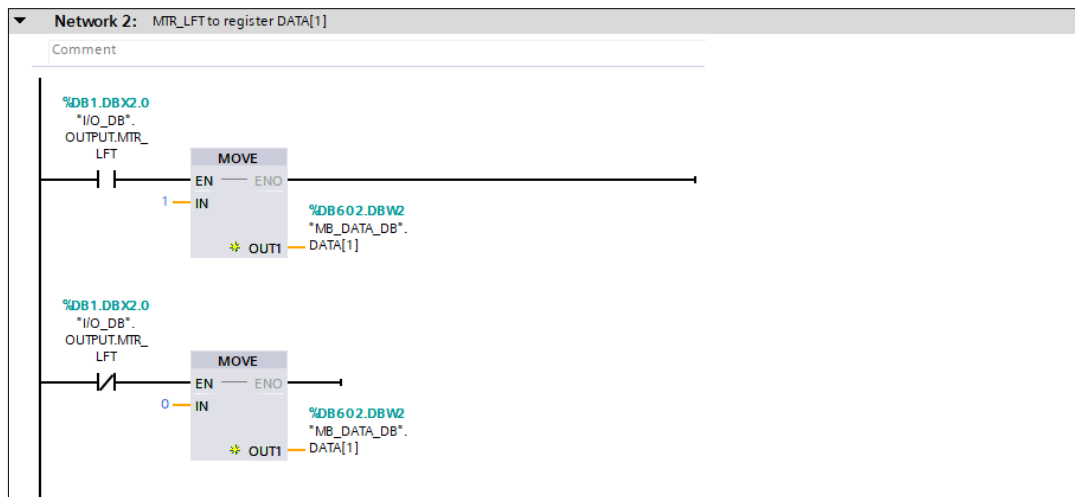 Network 2: MTR_LFT to register DATA[1]
Comment
%DB1.DBX2.0
"I/O_DB".
OUTPUT.MTR_
LFT
MOVE
EN ENO
1 IN
%DB602.DBW2
"MB_DATA_DB".
OUT1 DATA[1]
%DB1.DBX2.0
"I/O_DB".
OUTPUT.MTR_
LFT
MOVE
EN ENO
0 IN
%DB602.DBW2
"MB_DATA_DB".
OUT1 DATA[1]